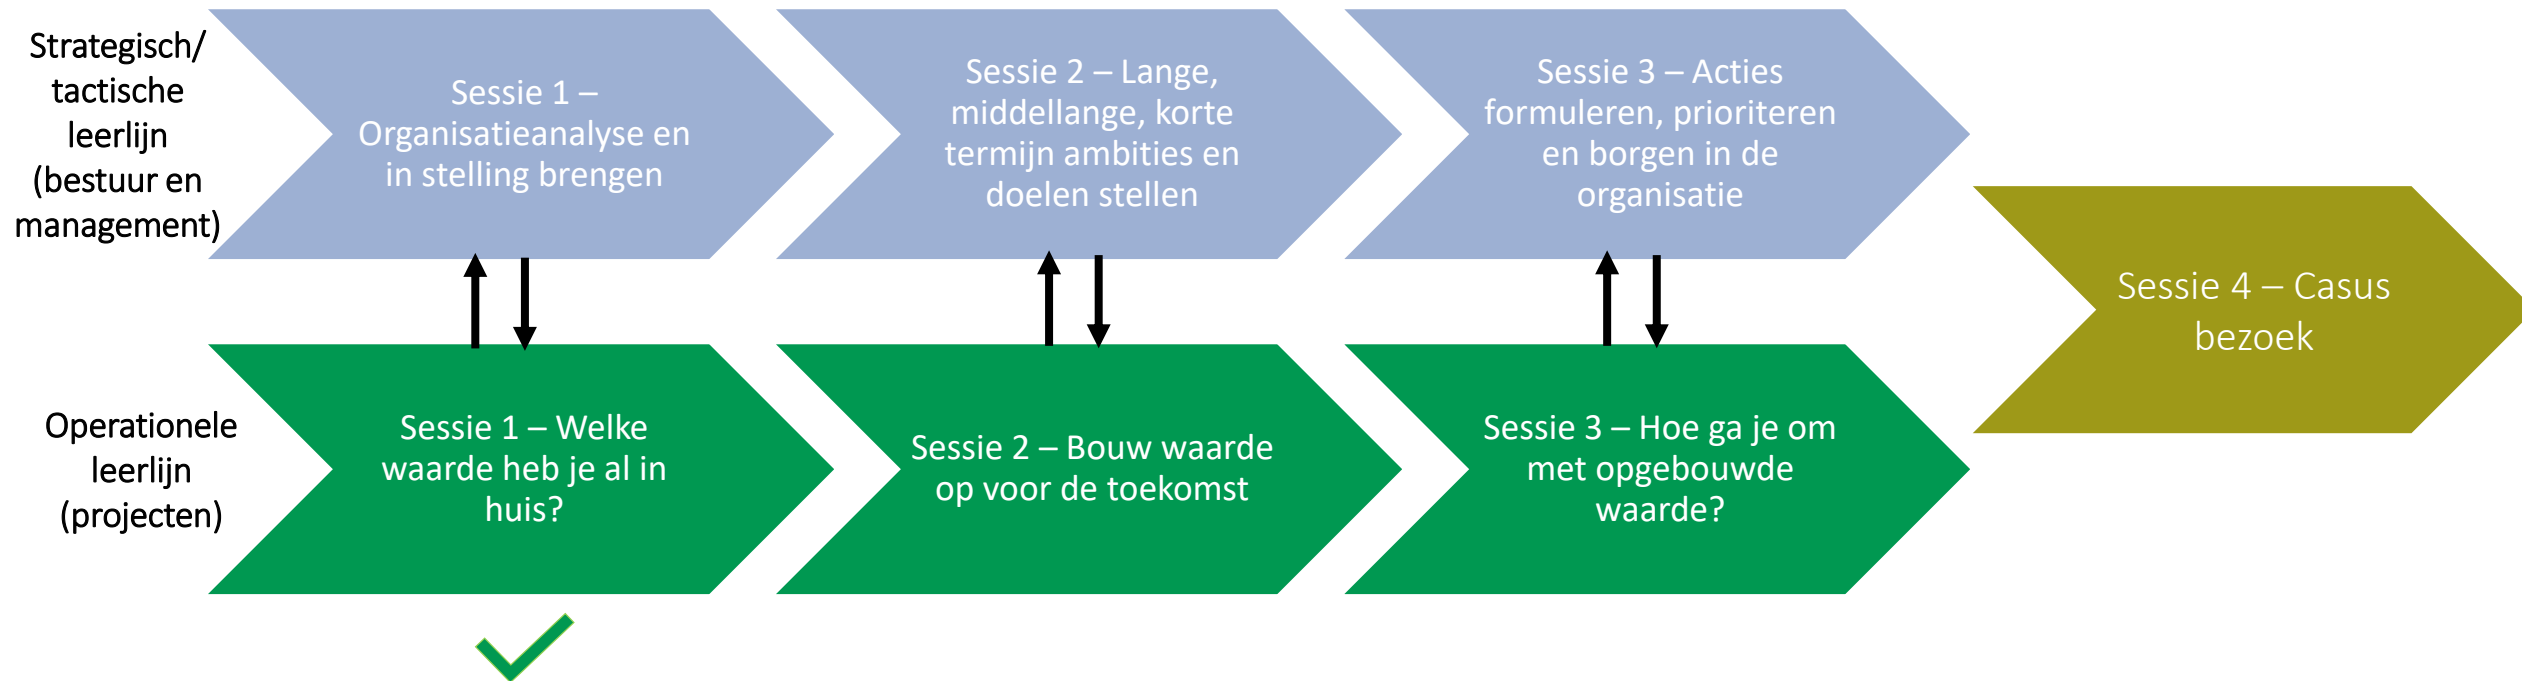 Strategisch/
tactische
leerlijn
(bestuur en
management)
Sessie 1 –
Organisatieanalyse en
in stelling brengen
Sessie 2 – Lange,
middellange, korte
termijn ambities en
doelen stellen
Sessie 3 – Acties
formuleren, prioriteren
en borgen in de
organisatie
Sessie 4 – Casus
bezoek
Operationele
leerlijn
(projecten)
Sessie 1 – Welke
waarde heb je al in
huis?
Sessie 2 – Bouw waarde
op voor de toekomst
Sessie 3 – Hoe ga je om
met opgebouwde
waarde?